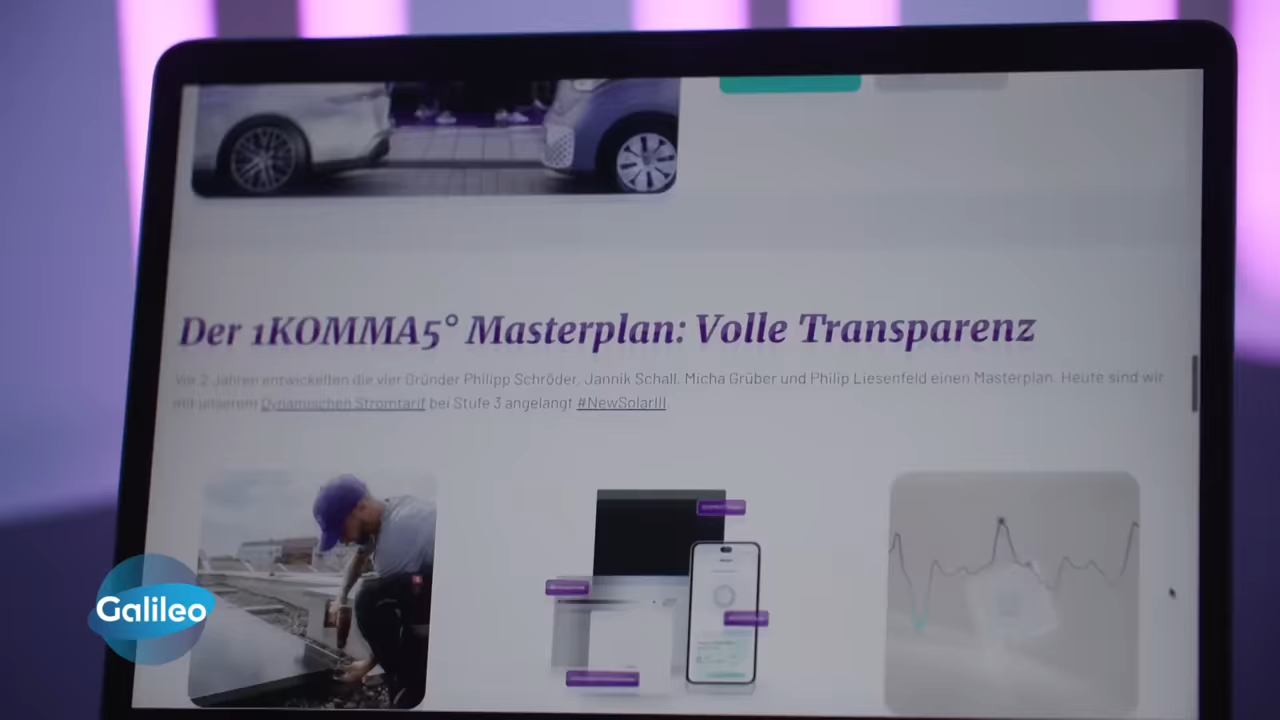 Der 1KOMMA5° Masterplan: Volle Transparenz
Vor 2 Jahren entwickelten die vier Gründer Philipp Schröder, Jannik Schall, Micha Grüber und Philip Liesenfeld einen Masterplan. Heute sind wir
mit unserem Dynamischen Stromtarif bei Stufe 3 angelangt #NewSolarIII.
Galileo